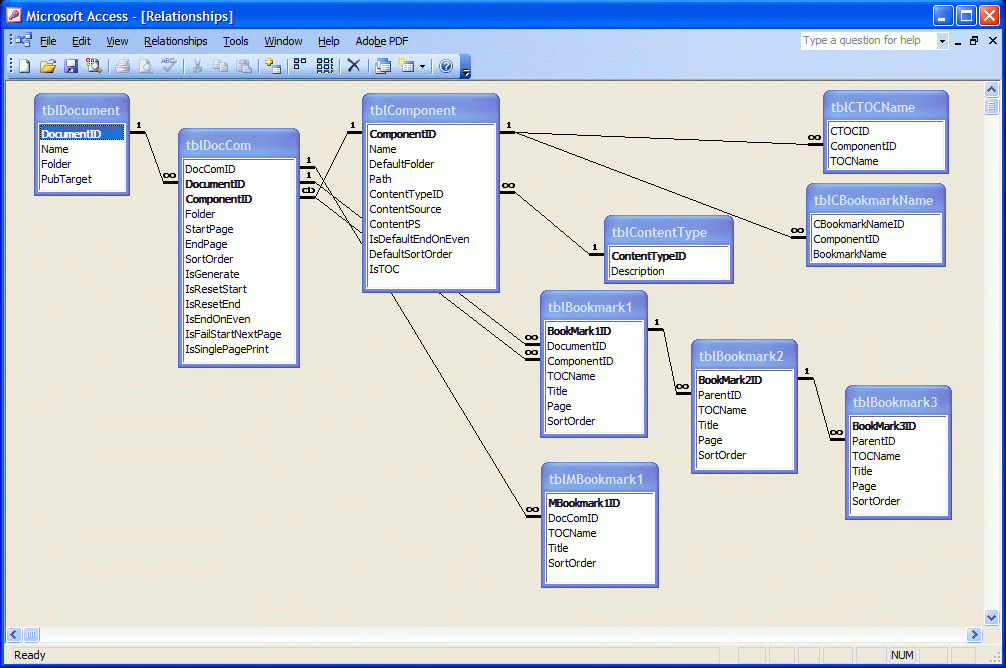 Microsoft Access - [Relationships]
File Edit View Relationships Tools Window Help Adobe PDF
Type a question for help
tblDocument
DocumentID
Name
Folder
PubTarget
1
∞
tblDocCom
DocComID
DocumentID
ComponentID
Folder
StartPage
EndPage
SortOrder
IsGenerate
IsResetStart
IsResetEnd
IsEndOnEven
IsFailStartNextPage
IsSinglePagePrint
1
1
1
tblComponent
ComponentID
Name
DefaultFolder
Path
ContentTypeID
ContentSource
ContentPS
IsDefaultEndOnEven
DefaultSortOrder
IsTOC
1
∞
∞
tblCTOCName
CTOCID
ComponentID
TOCName
∞
tblCBookmarkName
CBookmarkNameID
ComponentID
BookmarkName
1
tblContentType
ContentTypeID
Description
∞
∞
tblBookmark1
BookMark1ID
DocumentID
ComponentID
TOCName
Title
Page
SortOrder
1
∞
tblBookmark2
BookMark2ID
ParentID
TOCName
Title
Page
SortOrder
1
∞
tblBookmark3
BookMark3ID
ParentID
TOCName
Title
Page
SortOrder
∞
tblMBookmark1
MBookmark1ID
DocComID
TOCName
Title
SortOrder
Ready
NUM